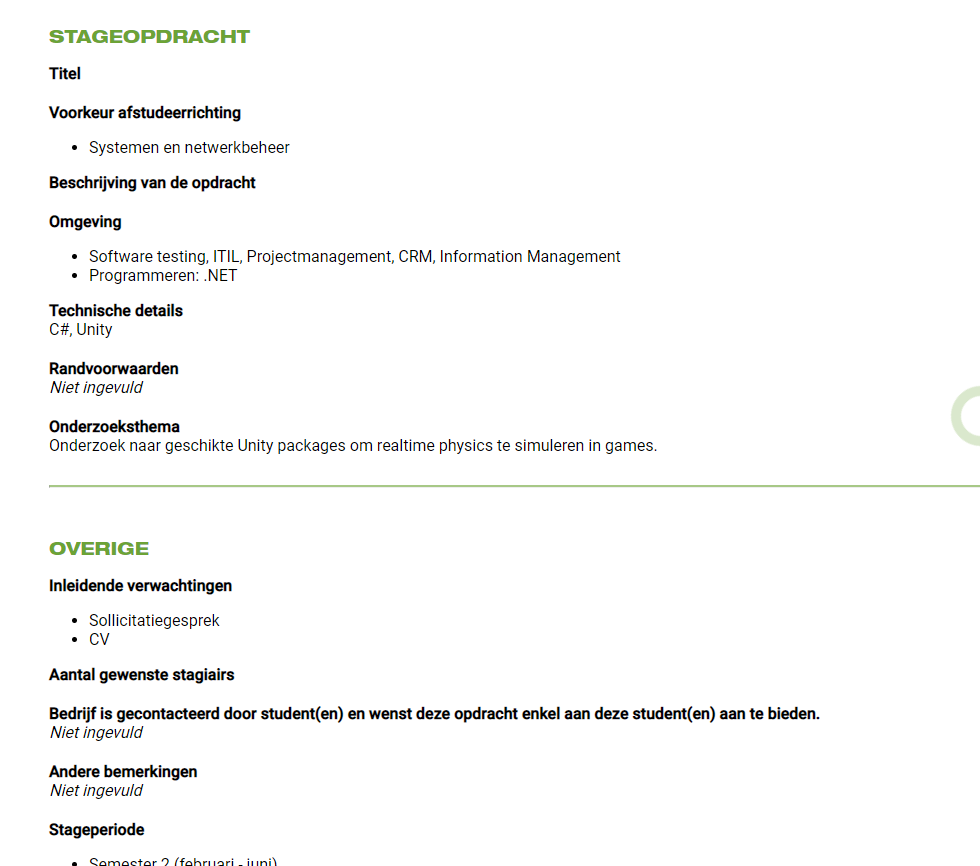 STAGEOPDRACHT
Titel
Voorkeur afstudeerrichting
Systemen en netwerkbeheer
Beschrijving van de opdracht
Omgeving
Software testing, ITIL, Projectmanagement, CRM, Information Management
Programmeren: .NET
Technische details
C#, Unity
Randvoorwaarden
Niet ingevuld
Onderzoeksthema
Onderzoek naar geschikte Unity packages om realtime physics te simuleren in games.
OVERIGE
Inleidende verwachtingen
Sollicitatiegesprek
CV
Aantal gewenste stagiairs
Bedrijf is gecontacteerd door student(en) en wenst deze opdracht enkel aan deze student(en) aan te bieden.
Niet ingevuld
Andere bemerkingen
Niet ingevuld
Stageperiode
Semester 2 (februari - juni)